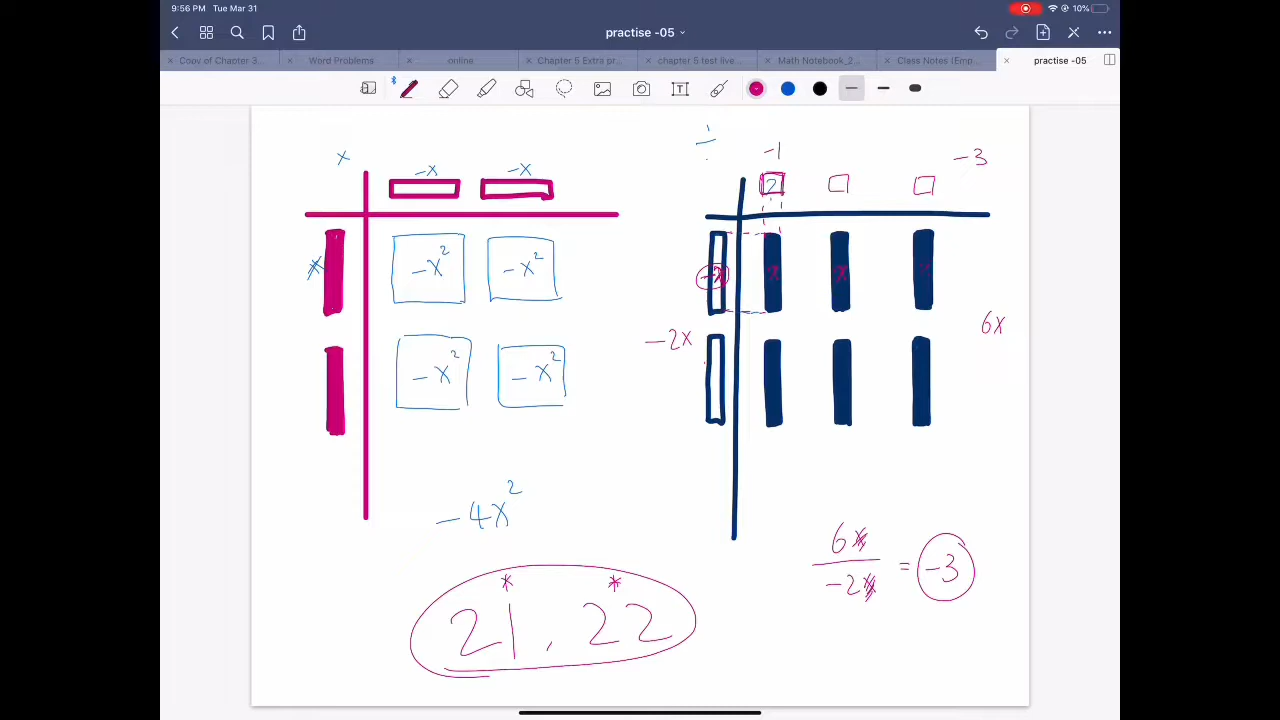 9:56 PM Tue Mar 31
10%
practise -05
Copy of Chapter 3...
Word Problems
online
Chapter 5 Extra pr...
chapter 5 test live...
Math Notebook_2...
Class Notes (Emp...
practise -05
×
÷
-x
-x
-1
-3
2
x
-x²
-x²
-x
x
x
x
-2x
6x
-x²
-x²
-4x²
6x
-2x
= -3
* *
21, 22